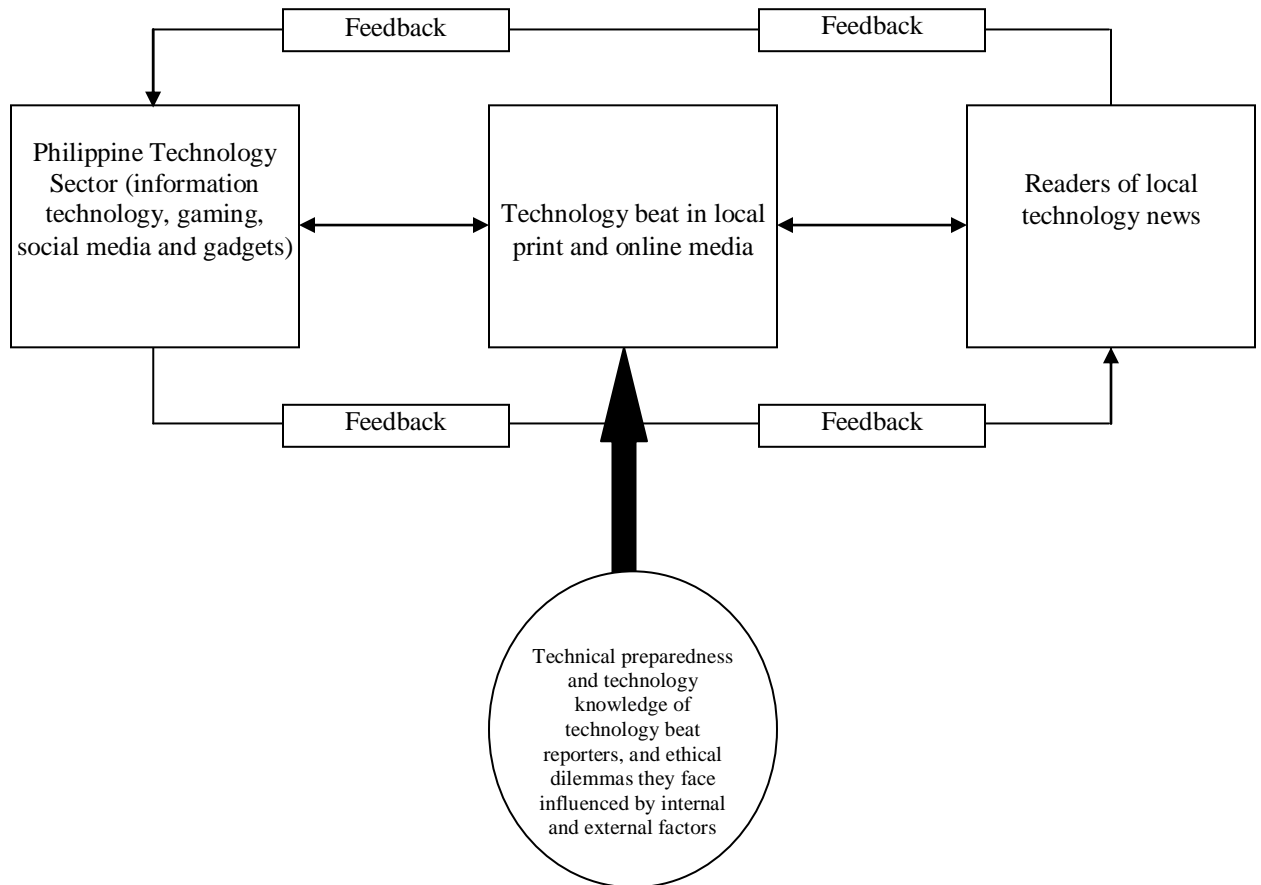 Feedback
Feedback
Philippine Technology
Sector (information
technology, gaming,
social media and gadgets)
Technology beat in local
print and online media
Readers of local
technology news
Feedback
Feedback
Technical preparedness
and technology
knowledge of
technology beat
reporters, and ethical
dilemmas they face
influenced by internal
and external factors